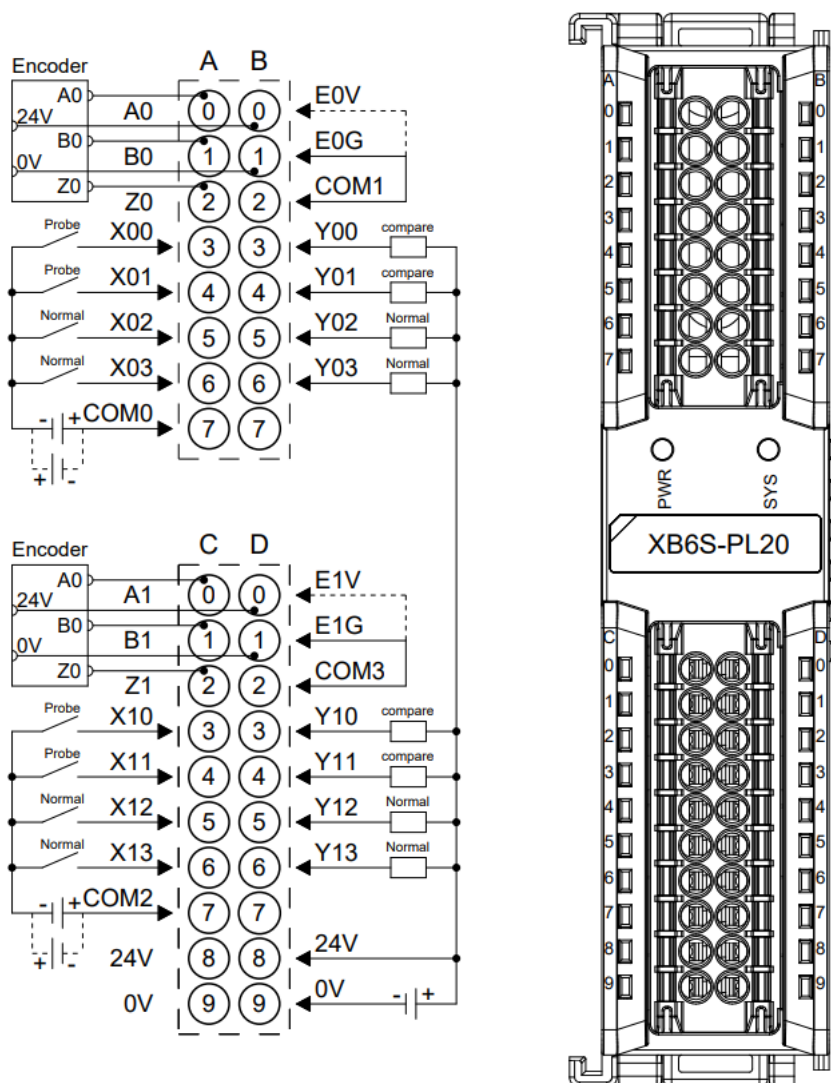 A B
Encoder
A0 A0 0 0 E0V
24V
B0 B0 1 1 E0G
0V
Z0 Z0 2 2 COM1
Probe X00 3 3 Y00 compare
Probe X01 4 4 Y01 compare
Normal X02 5 5 Y02 Normal
Normal X03 6 6 Y03 Normal
- + COM0 7 7
+ -
C D
Encoder
A0 A1 0 0 E1V
24V
B0 B1 1 1 E1G
0V
Z0 Z1 2 2 COM3
Probe X10 3 3 Y10 compare
Probe X11 4 4 Y11 compare
Normal X12 5 5 Y12 Normal
Normal X13 6 6 Y13 Normal
- + COM2 7 7
+ -
24V 8 8 24V
0V 9 9 0V - +
A B
0 0
1 1
2 2
3 3
4 4
5 5
6 6
7 7
PWR SYS
XB6S-PL20
C D
0 0
1 1
2 2
3 3
4 4
5 5
6 6
7 7
8 8
9 9